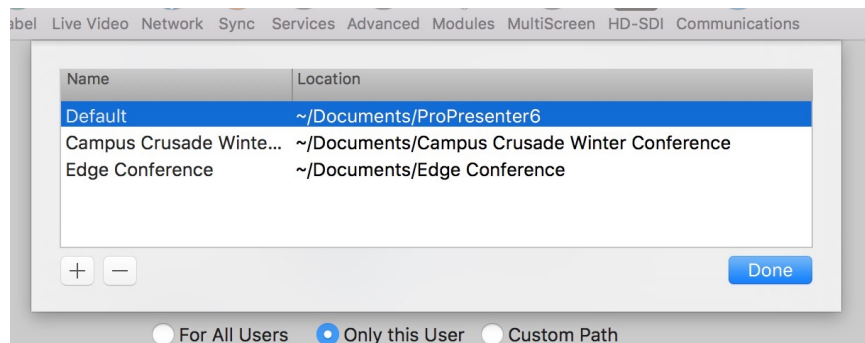 Live Video Network Sync Services Advanced Modules MultiScreen HD-SDI Communications
Name Location
Default ~/Documents/ProPresenter6
Campus Crusade Winte... ~/Documents/Campus Crusade Winter Conference
Edge Conference ~/Documents/Edge Conference
+ −
Done
For All Users Only this User Custom Path